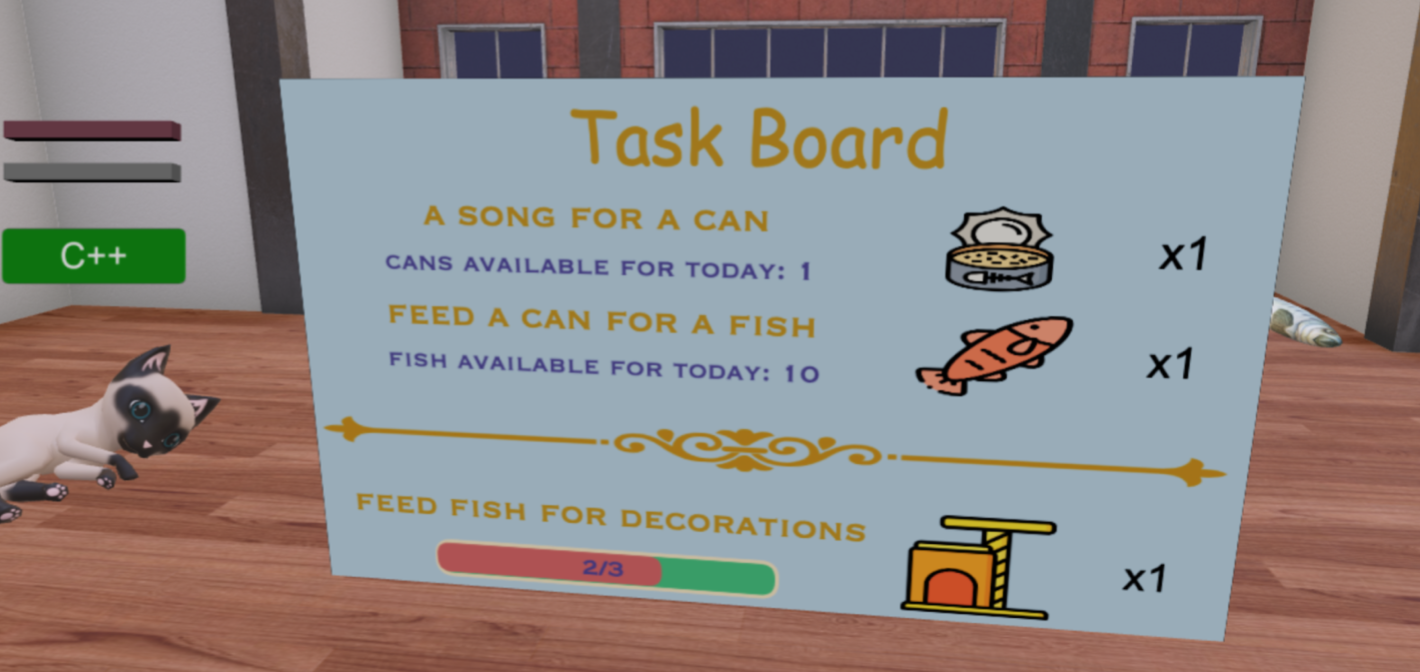 Task Board
A SONG FOR A CAN
x1
CANS AVAILABLE FOR TODAY: 1
C++
FEED A CAN FOR A FISH
x1
FISH AVAILABLE FOR TODAY: 10
FEED FISH FOR DECORATIONS
2/3
x1